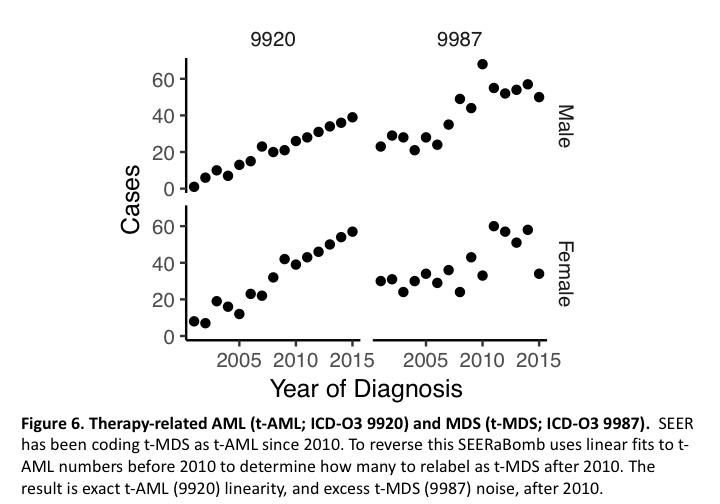 9920 9987
60
40
20
0
Male
Cases
60
40
20
0
Female
2005 2010 2015 2005 2010 2015
Year of Diagnosis
Figure 6. Therapy-related AML (t-AML; ICD-O3 9920) and MDS (t-MDS; ICD-O3 9987). SEER
has been coding t-MDS as t-AML since 2010. To reverse this SEERaBomb uses linear fits to t-
AML numbers before 2010 to determine how many to relabel as t-MDS after 2010. The
result is exact t-AML (9920) linearity, and excess t-MDS (9987) noise, after 2010.